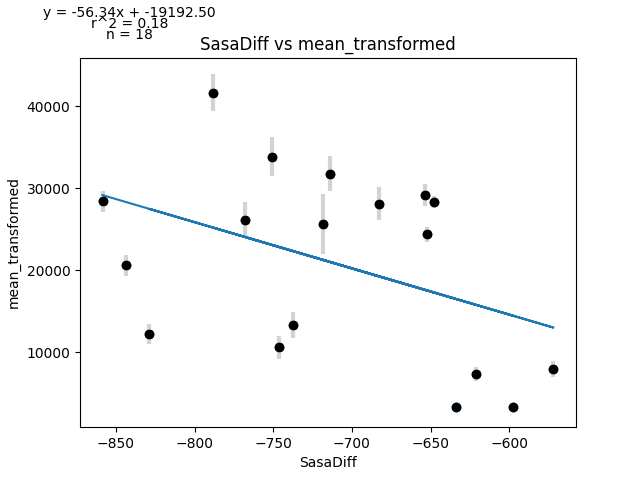 y = -56.34x + -19192.50
r^2 = 0.18
n = 18
SasaDiff vs mean_transformed
mean_transformed
40000
30000
20000
10000
−850
−800
−750
−700
−650
−600
SasaDiff